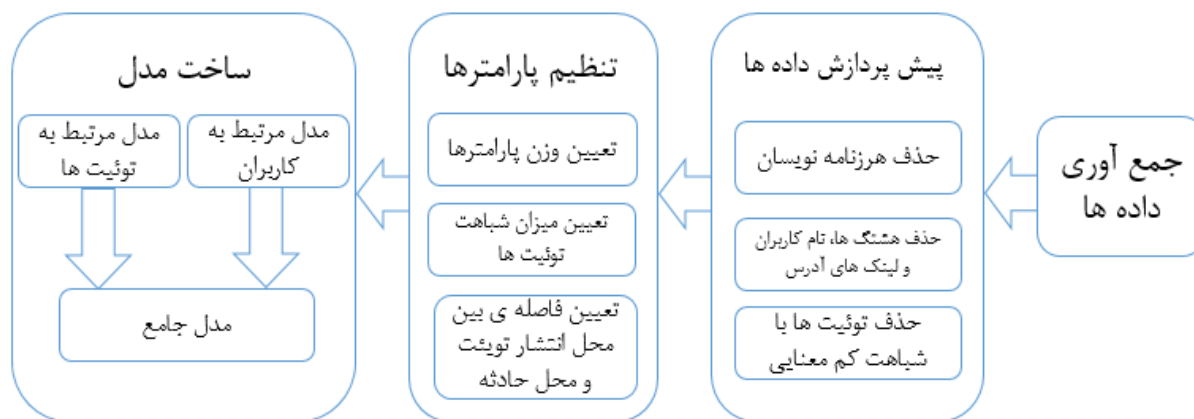 جمع آوری
داده ها
پیش پردازش داده ها
حذف هرزنامه نویسان
حذف هشتگ ها، نام کاربران
و لینک های آدرس
حذف توئیت ها با
شباهت کم معنایی
تنظیم پارامترها
تعیین وزن پارامترها
تعیین میزان شباهت
توئیت ها
تعیین فاصله ی بین
محل انتشار تویئت
و محل حادثه
ساخت مدل
مدل مرتبط به
کاربران
مدل مرتبط به
توئیت ها
مدل جامع